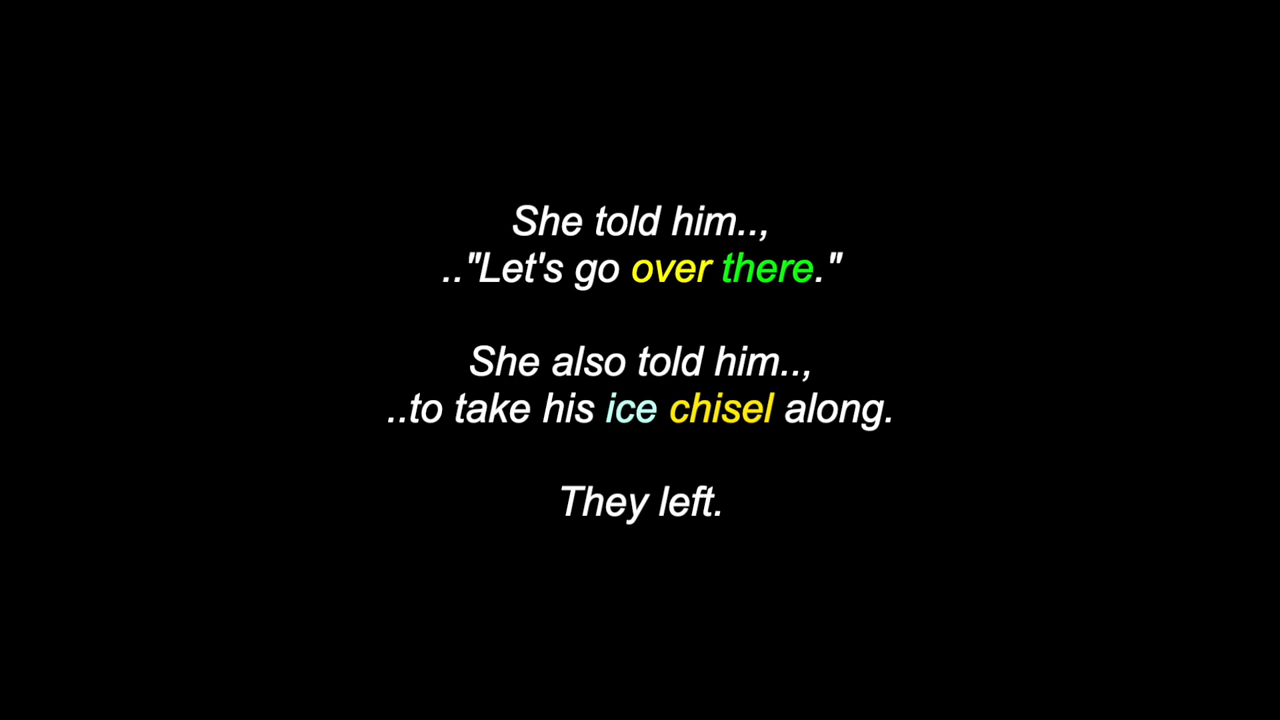 She told him..,
.."Let's go over there."
She also told him..,
..to take his ice chisel along.
They left.